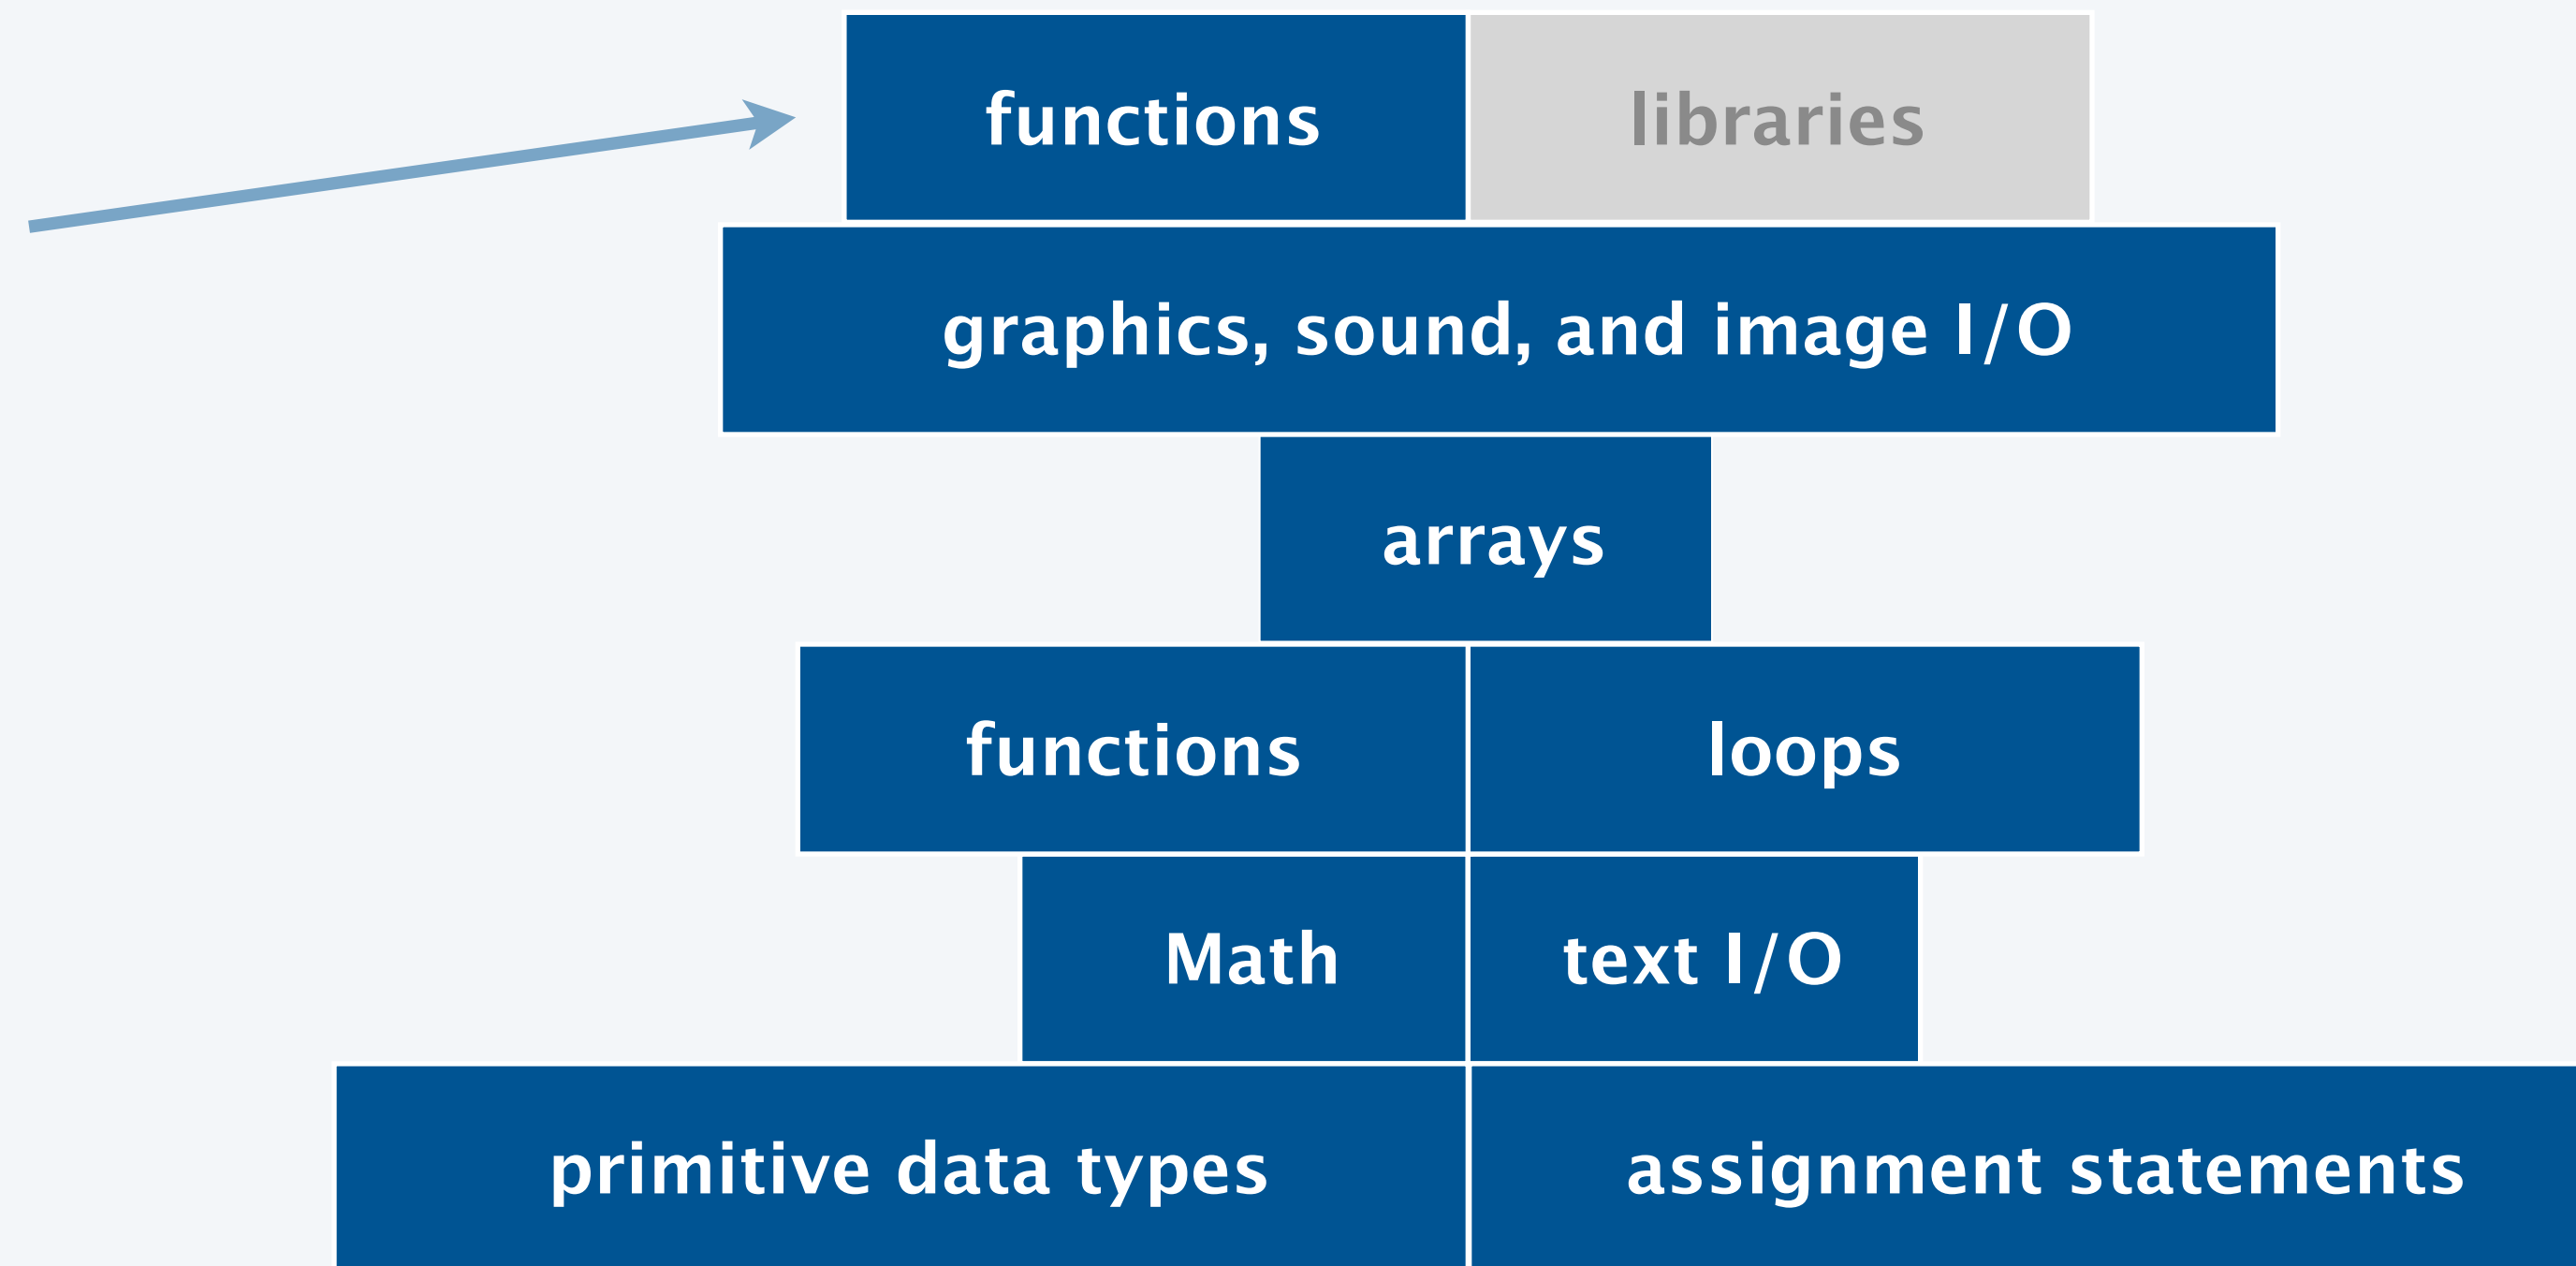 functions libraries
graphics, sound, and image I/O
arrays
functions loops
Math text I/O
primitive data types assignment statements